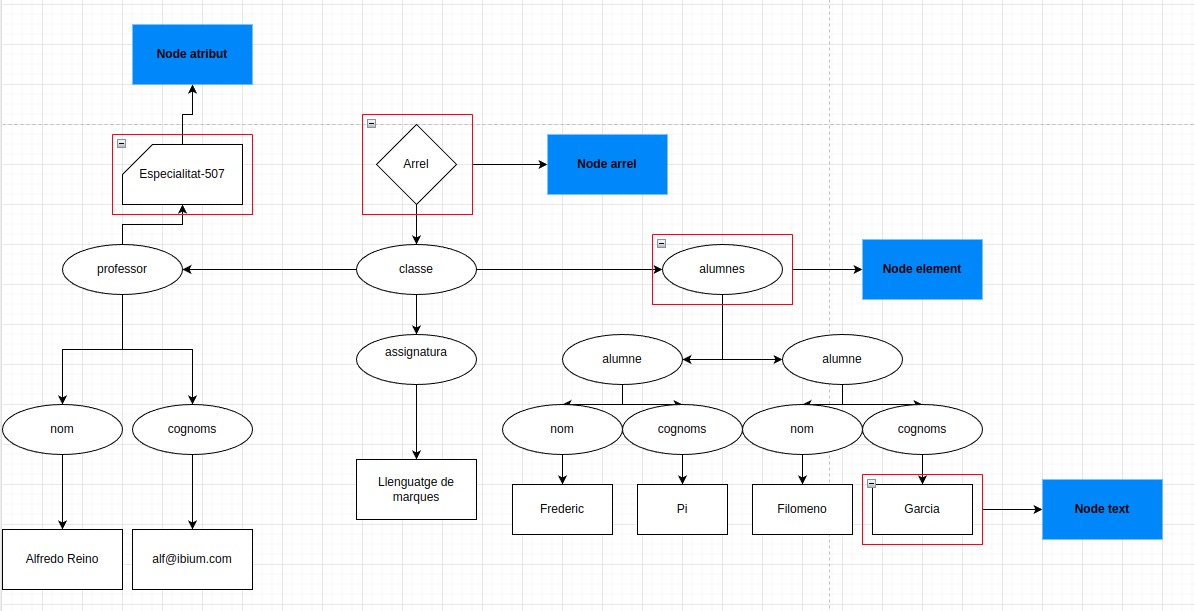 Node atribut
Especialitat-507
Arrel
Node arrel
professor
classe
alumnes
Node element
assignatura
alumne
alumne
nom
cognoms
nom
cognoms
nom
cognoms
Llenguatge de
marques
Frederic
Pi
Filomeno
Garcia
Node text
Alfredo Reino
alf@ibium.com